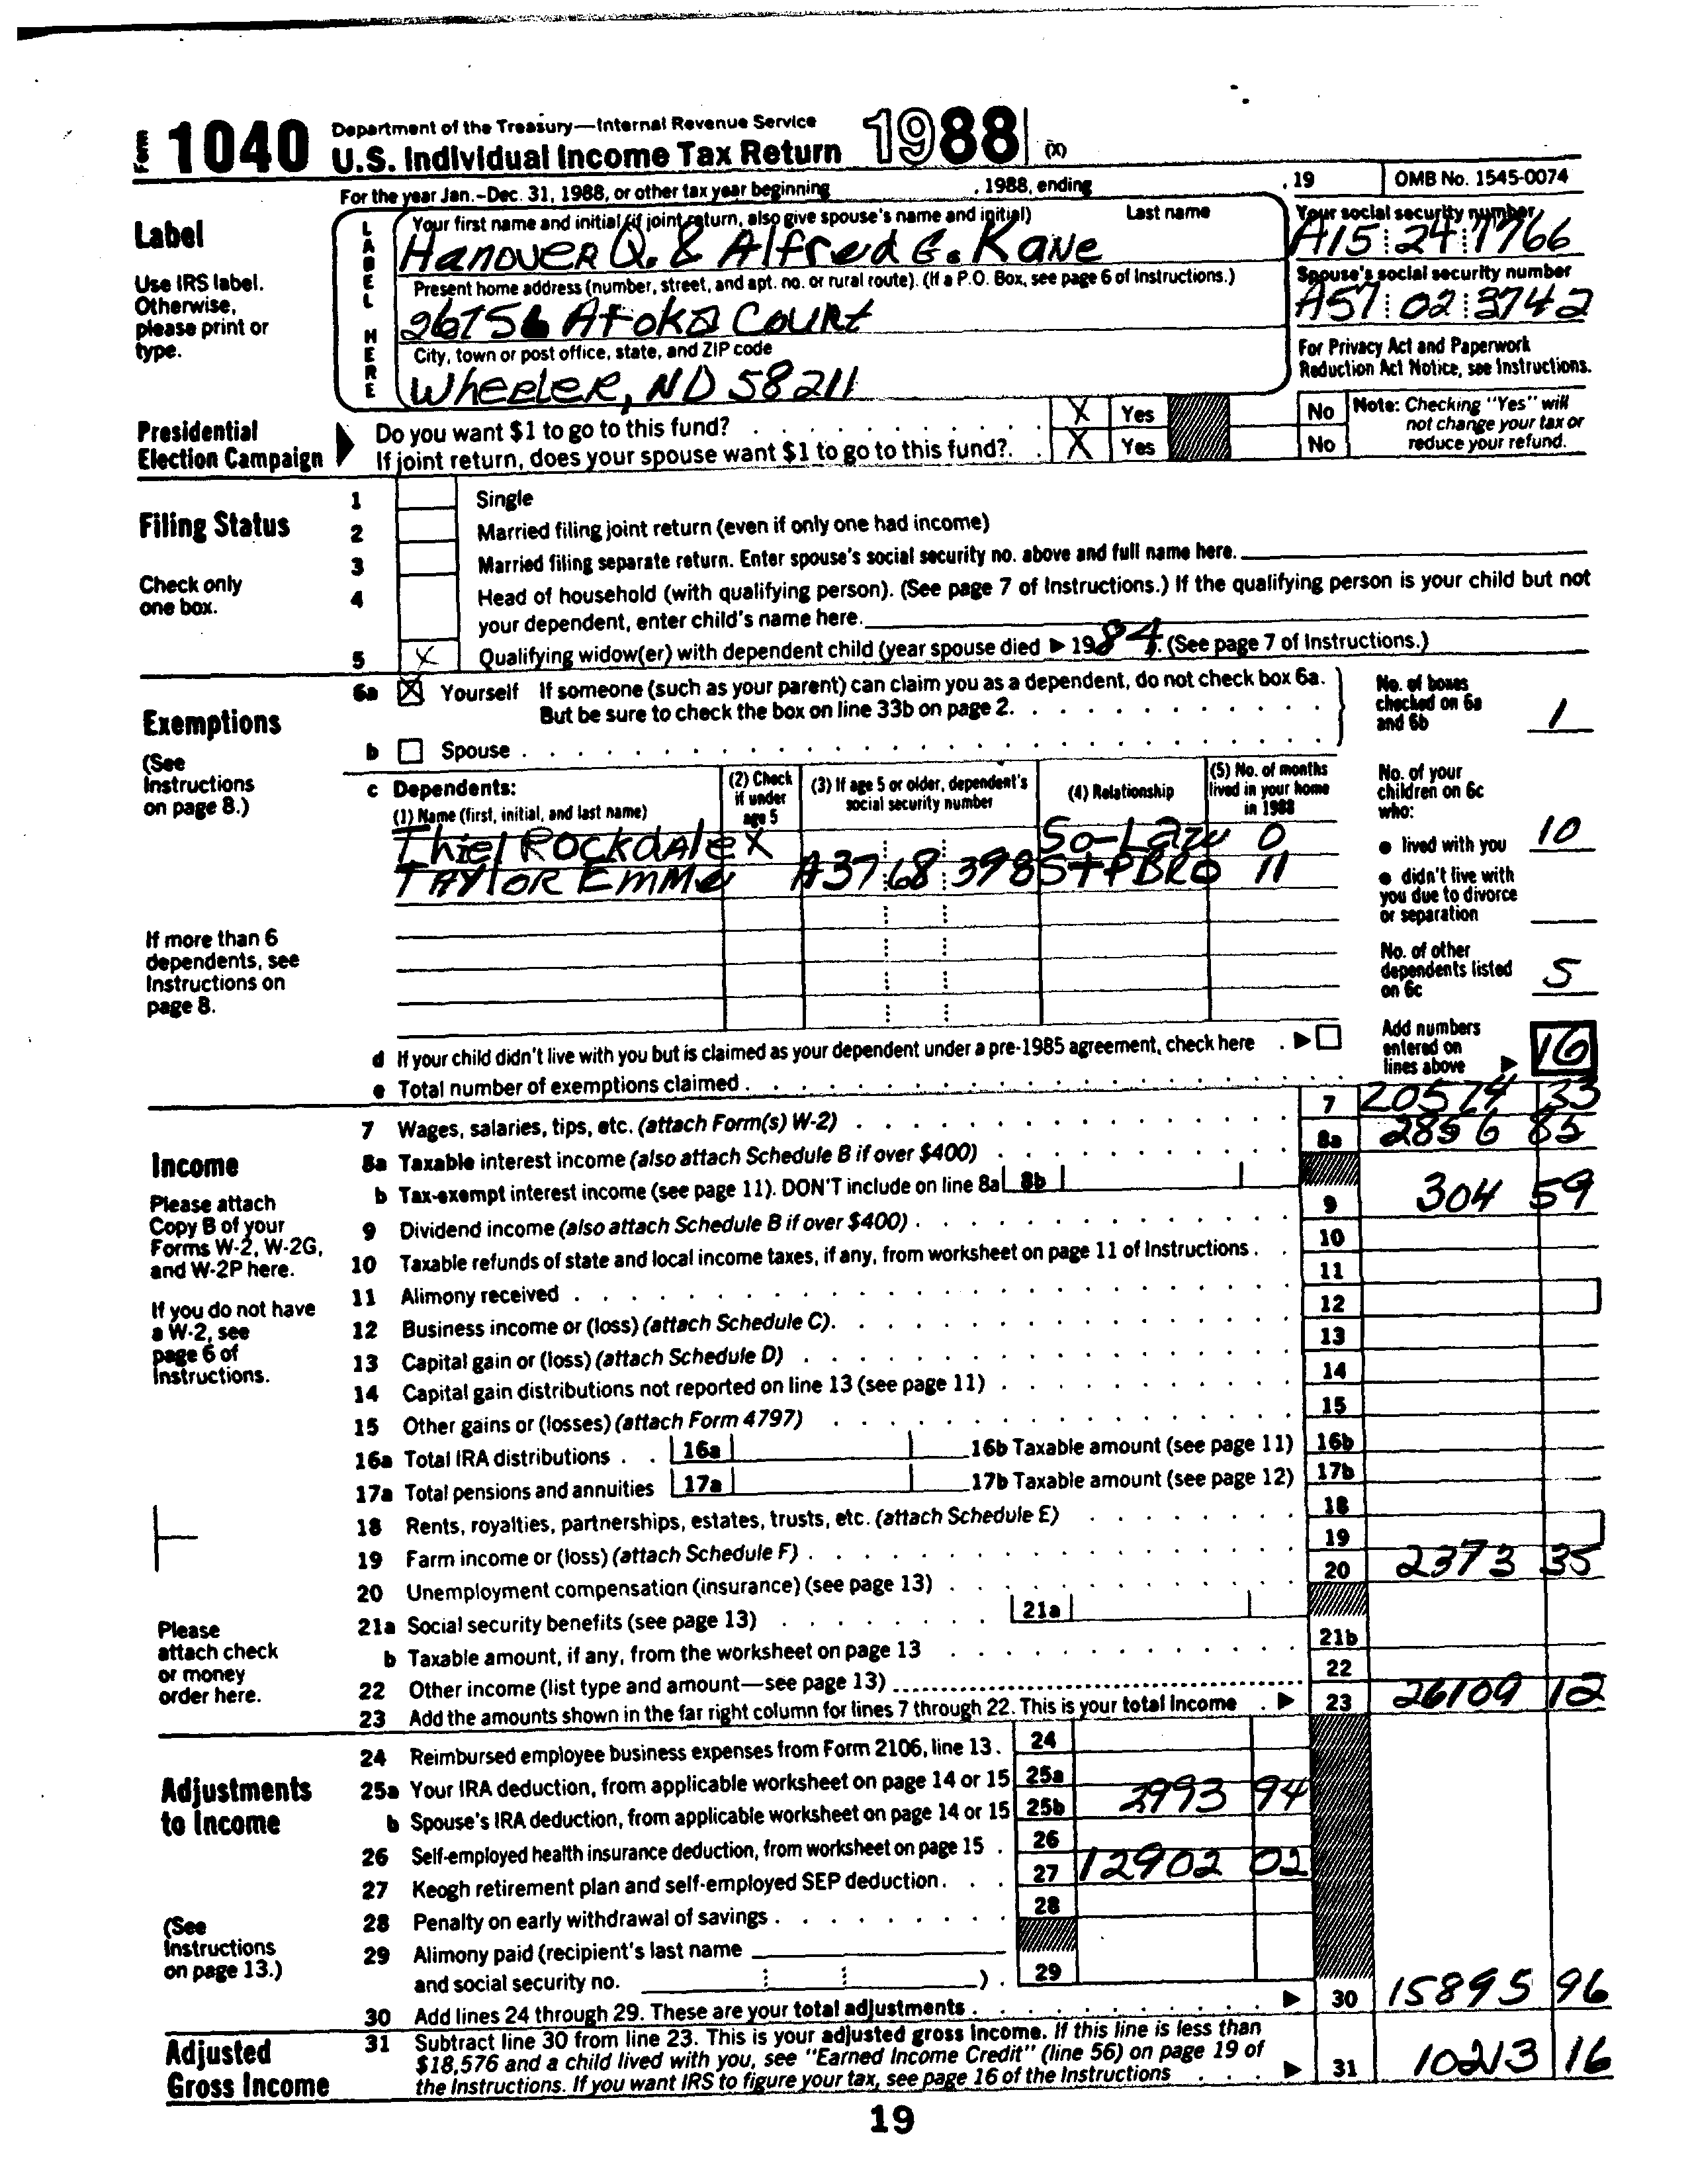 Form 1040 Department of the Treasury—Internal Revenue Service
U.S. Individual Income Tax Return 1988 (X)
For the year Jan.–Dec. 31, 1988, or other tax year beginning , 1988, ending , 19 OMB No. 1545-0074
Label
Use IRS label.
Otherwise,
please print or
type.
LABEL HERE
Your first name and initial (if joint return, also give spouse's name and initial) Last name
Hanover Q. & Alfred G. Kane
Your social security number
A15 24 7766
Present home address (number, street, and apt. no. or rural route). (If a P.O. Box, see page 6 of Instructions.)
26756 Atoka Court
Spouse's social security number
A57 02 3742
City, town or post office, state, and ZIP code
Wheeler, ND 58211
For Privacy Act and Paperwork
Reduction Act Notice, see Instructions.
Presidential
Election Campaign
Do you want $1 to go to this fund? X Yes No
If joint return, does your spouse want $1 to go to this fund? X Yes No
Note: Checking "Yes" will
not change your tax or
reduce your refund.
Filing Status
Check only
one box.
1 Single
2 Married filing joint return (even if only one had income)
3 Married filing separate return. Enter spouse's social security no. above and full name here.
4 Head of household (with qualifying person). (See page 7 of Instructions.) If the qualifying person is your child but not
your dependent, enter child's name here.
5 X Qualifying widow(er) with dependent child (year spouse died ▶ 1984). (See page 7 of Instructions.)
Exemptions
(See
Instructions
on page 8.)
6a X Yourself If someone (such as your parent) can claim you as a dependent, do not check box 6a.
But be sure to check the box on line 33b on page 2.
b Spouse
No. of boxes
checked on 6a
and 6b 1
c Dependents:
(1) Name (first, initial, and last name)
(2) Check
if under
age 5
(3) If age 5 or older, dependent's
social security number
(4) Relationship
(5) No. of months
lived in your home
in 1988
Thiel Rockdale X So-Lazu 0
Taylor Emma A37 68 3985 StPBRO 11
If more than 6
dependents, see
Instructions on
page 8.
No. of your
children on 6c
who:
● lived with you 10
● didn't live with
you due to divorce
or separation
No. of other
dependents listed
on 6c 5
d If your child didn't live with you but is claimed as your dependent under a pre-1985 agreement, check here ▶
e Total number of exemptions claimed
Add numbers
entered on
lines above ▶ 16
Income
Please attach
Copy B of your
Forms W-2, W-2G,
and W-2P here.
If you do not have
a W-2, see
page 6 of
Instructions.
7 Wages, salaries, tips, etc. (attach Form(s) W-2) 7 20574 33
8a Taxable interest income (also attach Schedule B if over $400) 8a 2856 85
b Tax-exempt interest income (see page 11). DON'T include on line 8a 8b
9 Dividend income (also attach Schedule B if over $400) 9 304 59
10 Taxable refunds of state and local income taxes, if any, from worksheet on page 11 of Instructions 10
11 Alimony received 11
12 Business income or (loss) (attach Schedule C) 12
13 Capital gain or (loss) (attach Schedule D) 13
14 Capital gain distributions not reported on line 13 (see page 11) 14
15 Other gains or (losses) (attach Form 4797) 15
16a Total IRA distributions 16a 16b Taxable amount (see page 11) 16b
17a Total pensions and annuities 17a 17b Taxable amount (see page 12) 17b
18 Rents, royalties, partnerships, estates, trusts, etc. (attach Schedule E) 18
19 Farm income or (loss) (attach Schedule F) 19
20 Unemployment compensation (insurance) (see page 13) 20 2373 35
21a Social security benefits (see page 13) 21a
b Taxable amount, if any, from the worksheet on page 13 21b
22 Other income (list type and amount—see page 13) 22
23 Add the amounts shown in the far right column for lines 7 through 22. This is your total income ▶ 23 26109 12
Please
attach check
or money
order here.
Adjustments
to Income
(See
Instructions
on page 13.)
24 Reimbursed employee business expenses from Form 2106, line 13. 24
25a Your IRA deduction, from applicable worksheet on page 14 or 15 25a
b Spouse's IRA deduction, from applicable worksheet on page 14 or 15 25b 2993 94
26 Self-employed health insurance deduction, from worksheet on page 15 26
27 Keogh retirement plan and self-employed SEP deduction 27 12902 02
28 Penalty on early withdrawal of savings 28
29 Alimony paid (recipient's last name
and social security no. ) 29
30 Add lines 24 through 29. These are your total adjustments ▶ 30 15895 96
Adjusted
Gross Income
31 Subtract line 30 from line 23. This is your adjusted gross income. If this line is less than
$18,576 and a child lived with you, see "Earned Income Credit" (line 56) on page 19 of
the Instructions. If you want IRS to figure your tax, see page 16 of the Instructions ▶ 31 10213 16
19